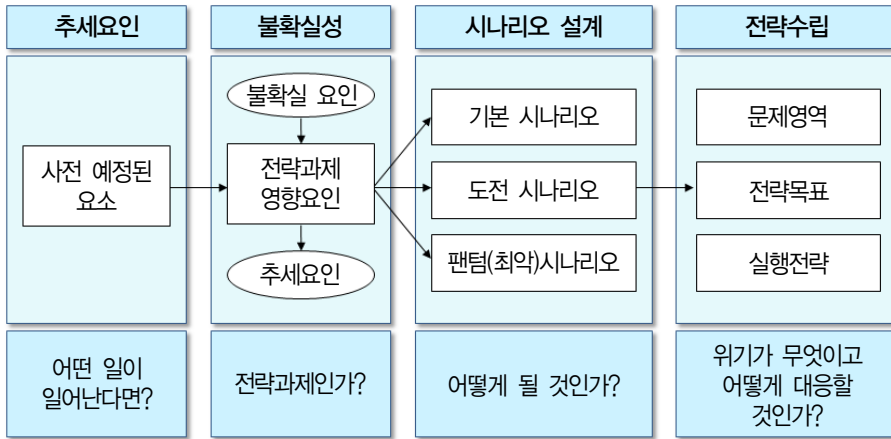 추세요인
불확실성
시나리오 설계
전략수립
사전 예정된
요소
불확실 요인
전략과제
영향요인
추세요인
기본 시나리오
도전 시나리오
팬텀(최악)시나리오
문제영역
전략목표
실행전략
어떤 일이
일어난다면?
전략과제인가?
어떻게 될 것인가?
위기가 무엇이고
어떻게 대응할
것인가?